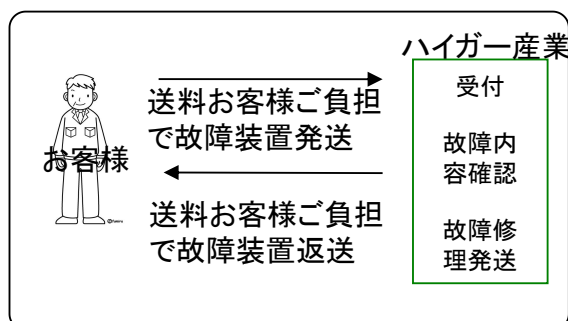 ハイガー産業
送料お客様ご負担
で故障装置発送
お客様
送料お客様ご負担
で故障装置返送
受付
故障内
容確認
故障修
理発送